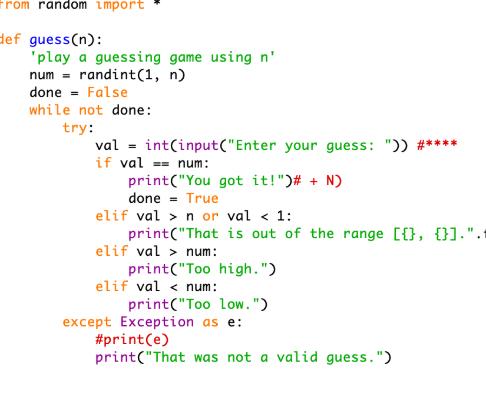 from random import *
def guess(n):
    'play a guessing game using n'
    num = randint(1, n)
    done = False
    while not done:
        try:
            val = int(input("Enter your guess: ")) #****
            if val == num:
                print("You got it!")# + N)
                done = True
            elif val > n or val < 1:
                print("That is out of the range [{}, {}].".
            elif val > num:
                print("Too high.")
            elif val < num:
                print("Too low.")
        except Exception as e:
            #print(e)
            print("That was not a valid guess.")